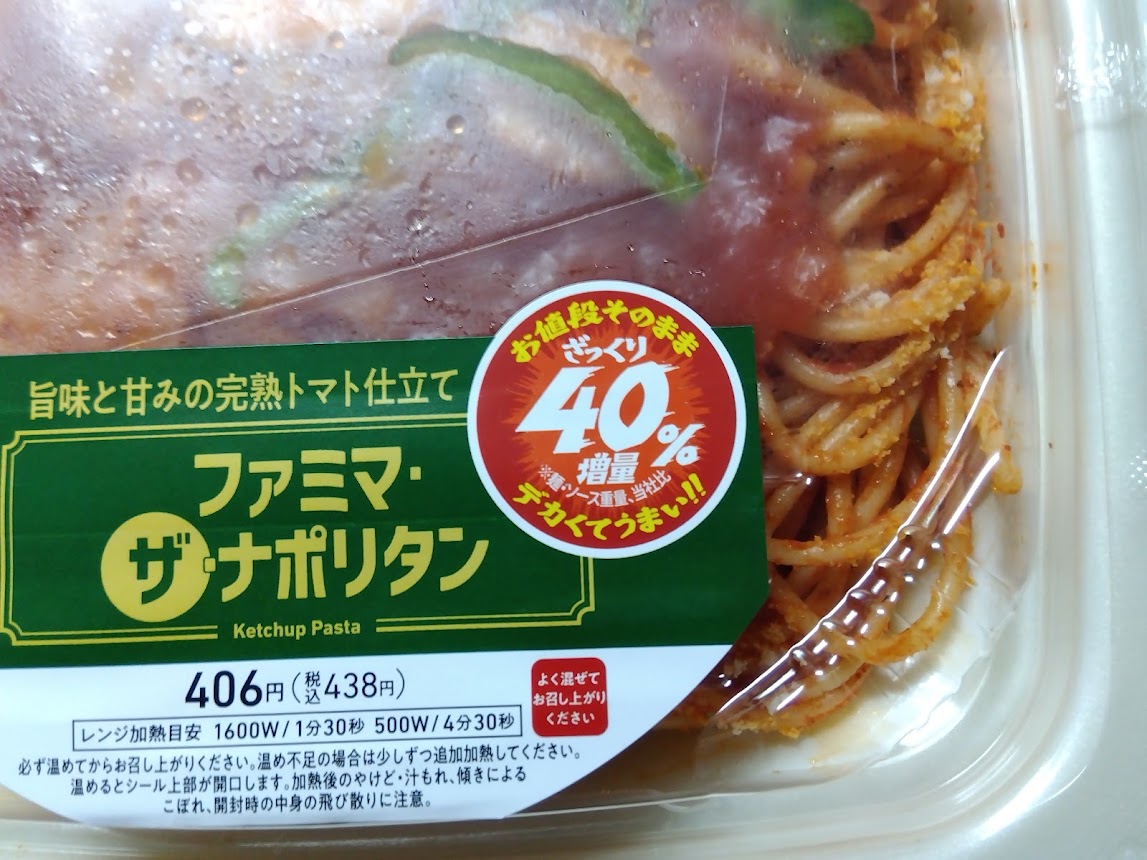 お値段そのまま
ざっくり
40%
増量
※麺・ソース重量、当社比
デカくてうまい!!
旨味と甘みの完熟トマト仕立て
ファミマ・
ザ・ナポリタン
Ketchup Pasta
406円(税込438円)
よく混ぜて
お召し上がり
ください
レンジ加熱目安 1600W/1分30秒 500W/4分30秒
必ず温めてからお召し上がりください。温め不足の場合は少しずつ追加加熱してください。
温めるとシール上部が開口します。加熱後のやけど・汁もれ、傾きによる
こぼれ、開封時の中身の飛び散りに注意。